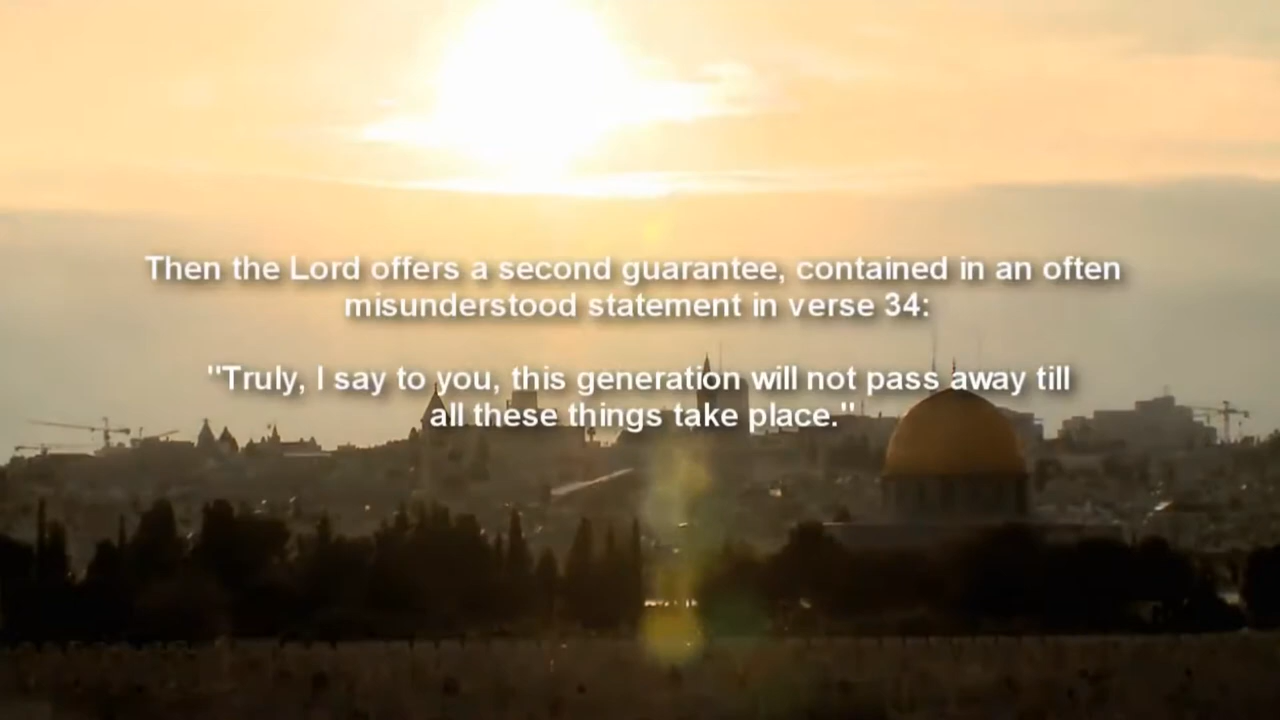 Then the Lord offers a second guarantee, contained in an often
misunderstood statement in verse 34:
"Truly, I say to you, this generation will not pass away till
all these things take place."